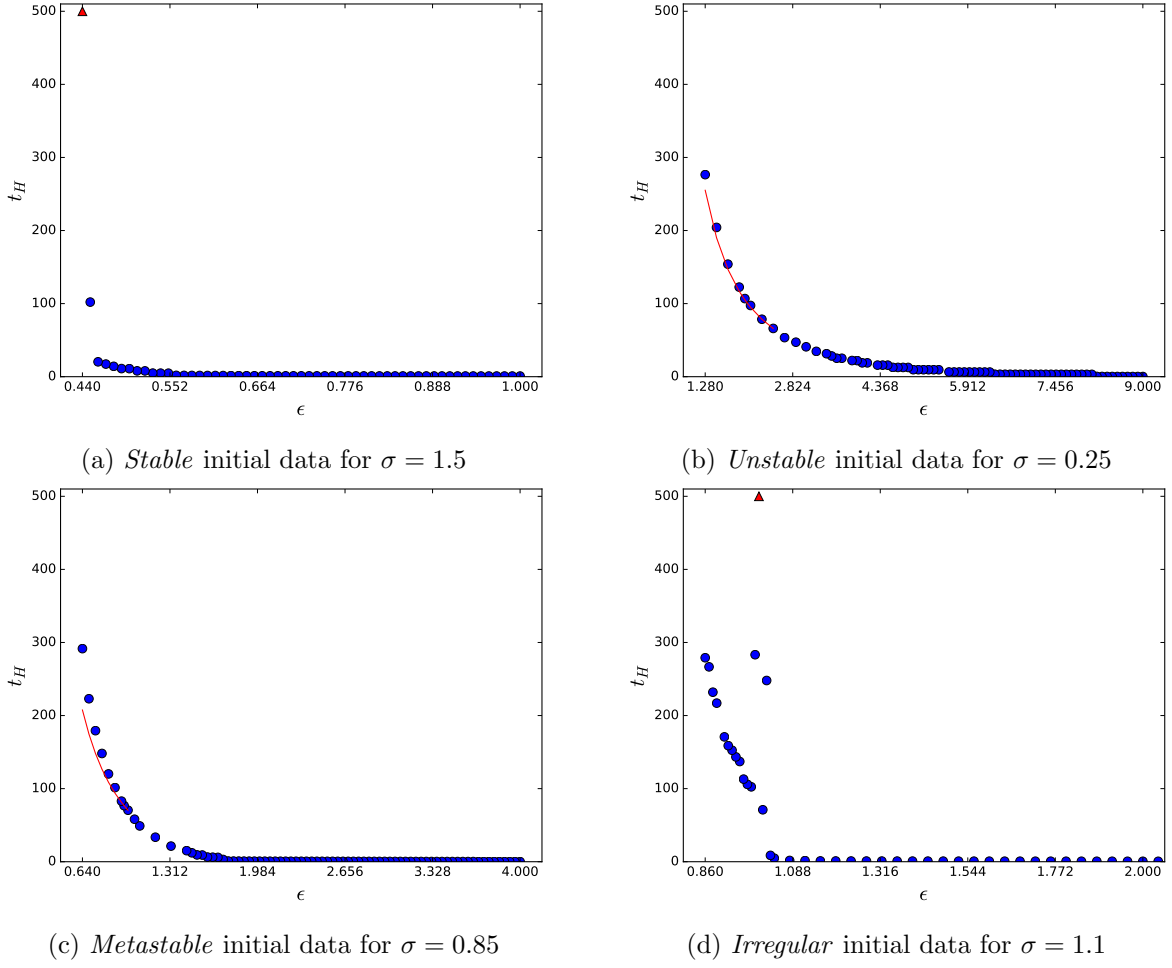 500
400
300
200
100
0
t_H
0.440 0.552 0.664 0.776 0.888 1.000
ϵ
(a) Stable initial data for σ = 1.5
500
400
300
200
100
0
t_H
1.280 2.824 4.368 5.912 7.456 9.000
ϵ
(b) Unstable initial data for σ = 0.25
500
400
300
200
100
0
t_H
0.640 1.312 1.984 2.656 3.328 4.000
ϵ
(c) Metastable initial data for σ = 0.85
500
400
300
200
100
0
t_H
0.860 1.088 1.316 1.544 1.772 2.000
ϵ
(d) Irregular initial data for σ = 1.1